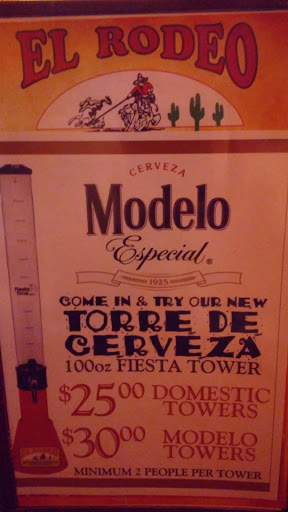 EL RODEO
CERVEZA
Modelo
Especial®
1925
COME IN & TRY OUR NEW
TORRE DE
CERVEZA
100oz FIESTA TOWER
$25.00 DOMESTIC
TOWERS
$30.00 MODELO
TOWERS
MINIMUM 2 PEOPLE PER TOWER